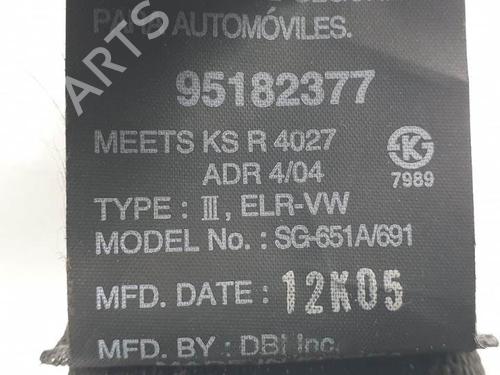 PARA AUTOMÓVILES.
95182377
MEETS KS R 4027
ADR 4/04
K
7989
TYPE : Ⅲ, ELR-VW
MODEL No. : SG-651A/691
MFD. DATE : 12K05
MFD. BY : DBI Inc.